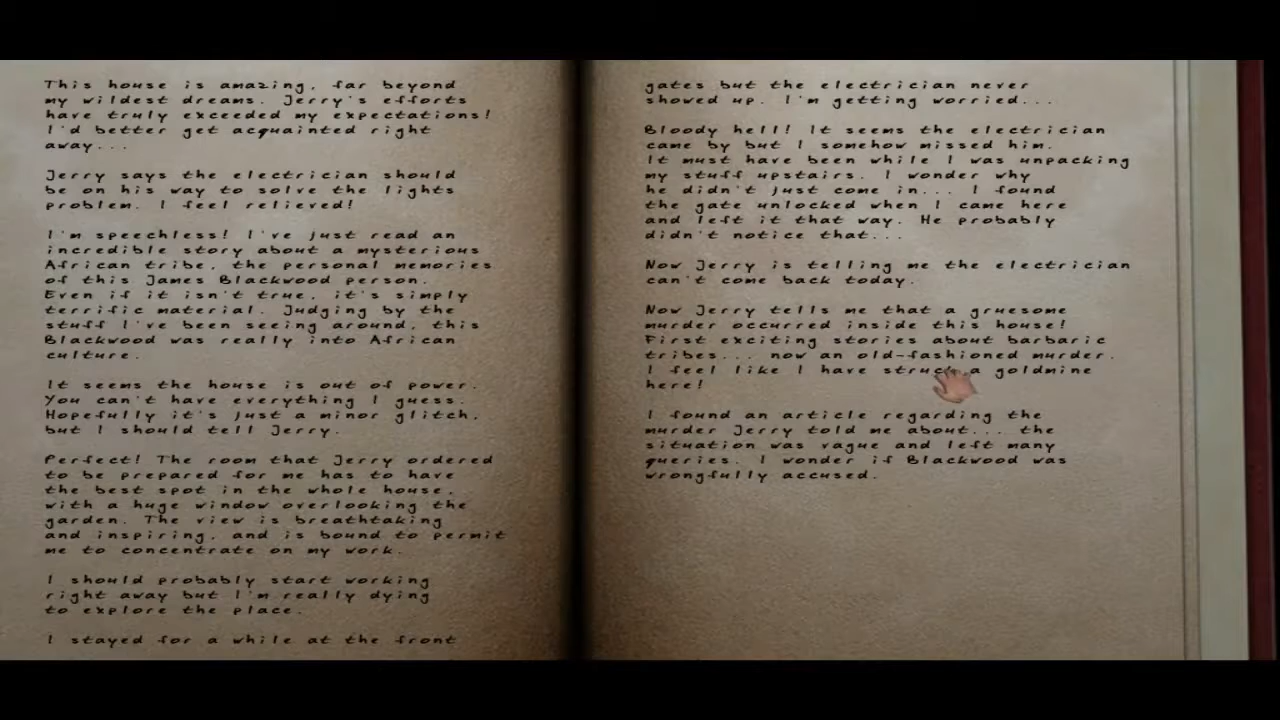 This house is amazing, far beyond
my wildest dreams. Jerry's efforts
have truly exceeded my expectations!
I'd better get acquainted right
away...
Jerry says the electrician should
be on his way to solve the lights
problem. I feel relieved!
I'm speechless! I've just read an
incredible story about a mysterious
African tribe, the personal memories
of this James Blackwood person.
Even if it isn't true, it's simply
terrific material. Judging by the
stuff I've been seeing around, this
Blackwood was really into African
culture.
It seems the house is out of power.
You can't have everything I guess.
Hopefully it's just a minor glitch,
but I should tell Jerry.
Perfect! The room that Jerry ordered
to be prepared for me has to have
the best spot in the whole house,
with a huge window overlooking the
garden. The view is breathtaking
and inspiring, and is bound to permit
me to concentrate on my work.
I should probably start working
right away but I'm really dying
to explore the place.
I stayed for a while at the front
gates but the electrician never
showed up. I'm getting worried...
Bloody hell! It seems the electrician
came by but I somehow missed him.
It must have been while I was unpacking
my stuff upstairs. I wonder why
he didn't just come in... I found
the gate unlocked when I came here
and left it that way. He probably
didn't notice that...
Now Jerry is telling me the electrician
can't come back today.
Now Jerry tells me that a gruesome
murder occurred inside this house!
First exciting stories about barbaric
tribes... now an old-fashioned murder.
I feel like I have struck a goldmine
here!
I found an article regarding the
murder Jerry told me about... the
situation was vague and left many
queries. I wonder if Blackwood was
wrongfully accused.